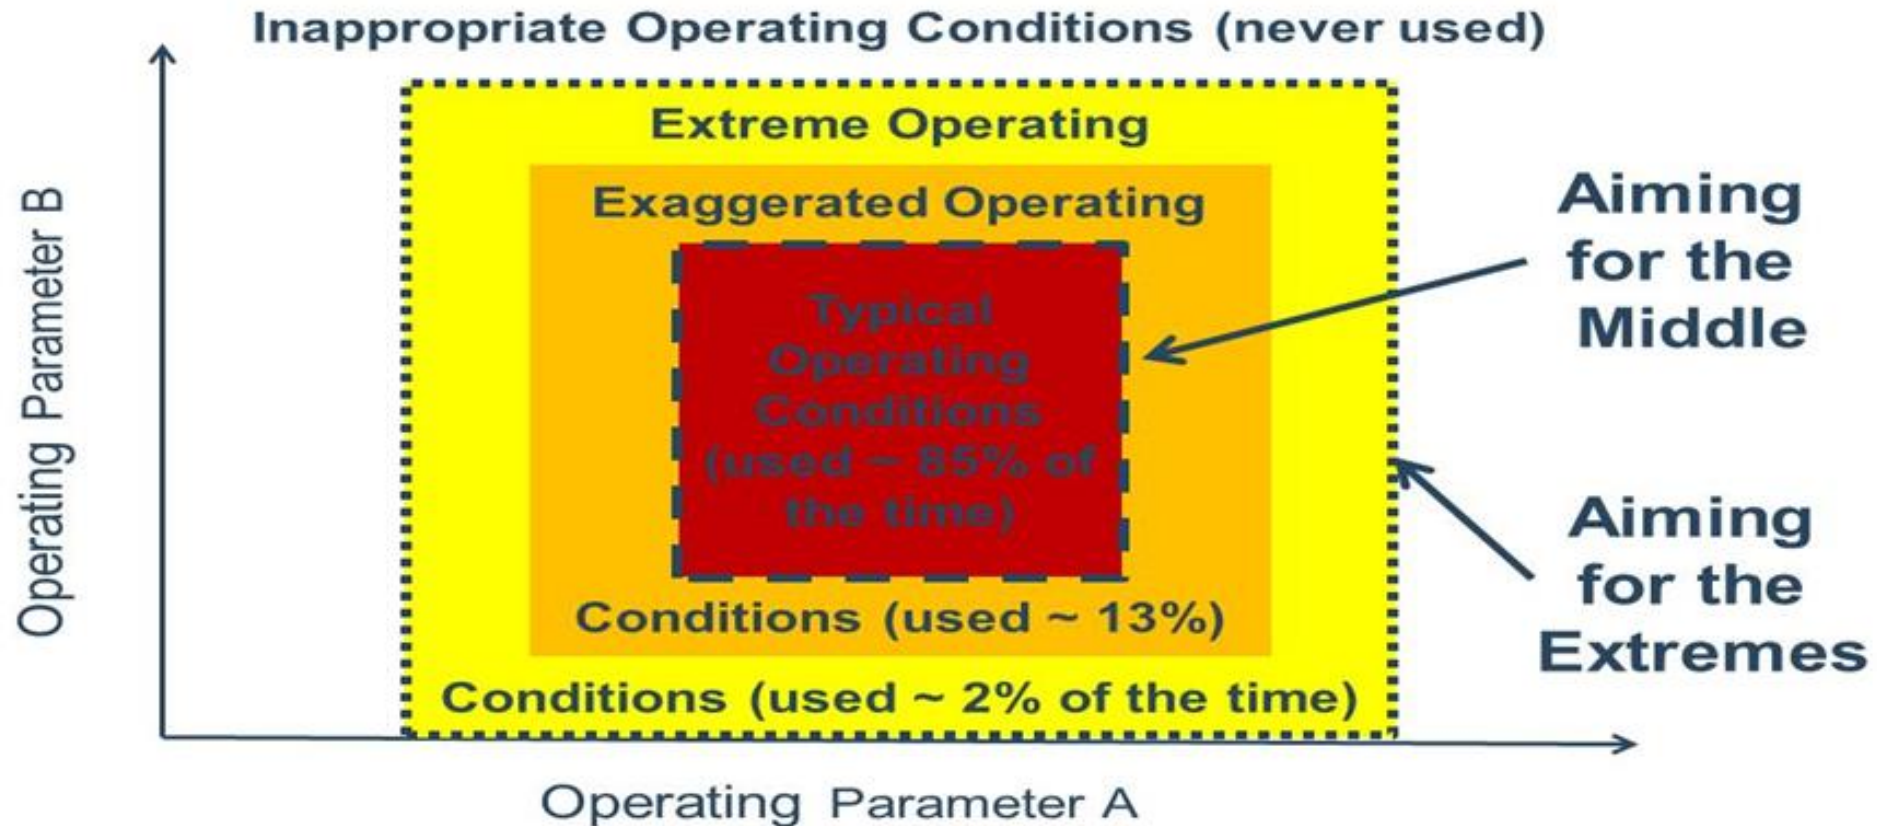 Inappropriate Operating Conditions (never used)
Extreme Operating
Exaggerated Operating
Typical
Operating
Conditions
(used ~ 85% of
the time)
Conditions (used ~ 13%)
Conditions (used ~ 2% of the time)
Aiming
for the
Middle
Aiming
for the
Extremes
Operating Parameter B
Operating Parameter A